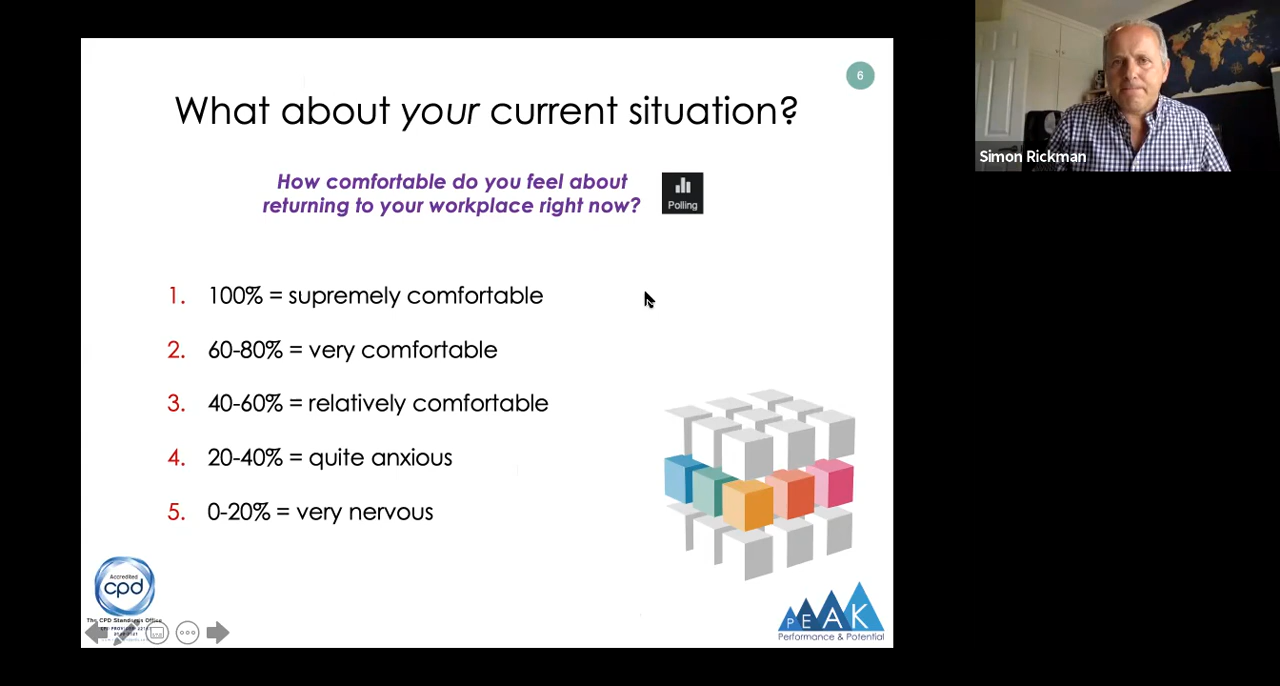 6
What about your current situation?
How comfortable do you feel about
returning to your workplace right now?
Polling
Simon Rickman
1. 100% = supremely comfortable
2. 60-80% = very comfortable
3. 40-60% = relatively comfortable
4. 20-40% = quite anxious
5. 0-20% = very nervous
Accredited
cpd
The CPD Standards Office
PEAK
Performance & Potential